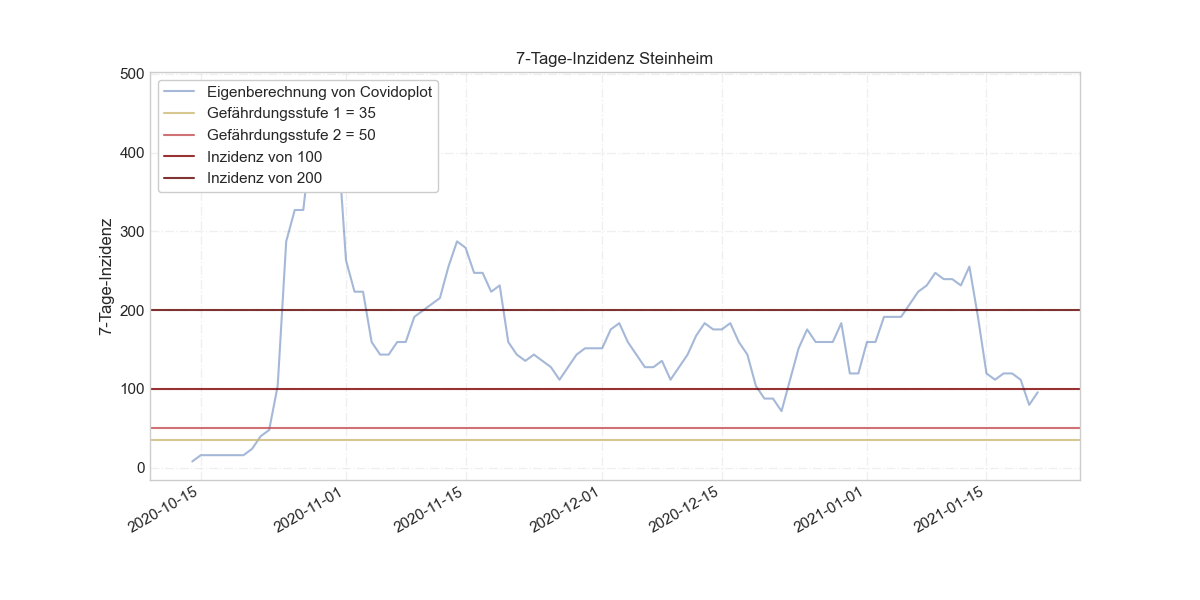 7-Tage-Inzidenz Steinheim
500
400
300
200
100
0
7-Tage-Inzidenz
Eigenberechnung von Covidoplot
Gefährdungsstufe 1 = 35
Gefährdungsstufe 2 = 50
Inzidenz von 100
Inzidenz von 200
2020-10-15
2020-11-01
2020-11-15
2020-12-01
2020-12-15
2021-01-01
2021-01-15